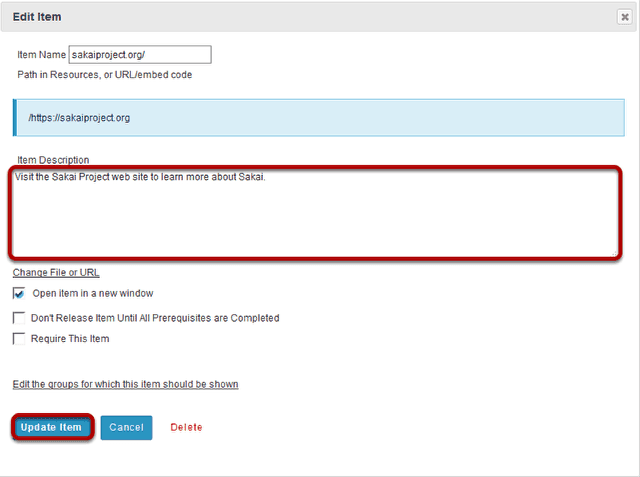 Edit Item
Item Name sakaiproject.org/
Path in Resources, or URL/embed code
/https://sakaiproject.org
Item Description
Visit the Sakai Project web site to learn more about Sakai.
Change File or URL
Open item in a new window
Don't Release Item Until All Prerequisites are Completed
Require This Item
Edit the groups for which this item should be shown
Update Item Cancel Delete